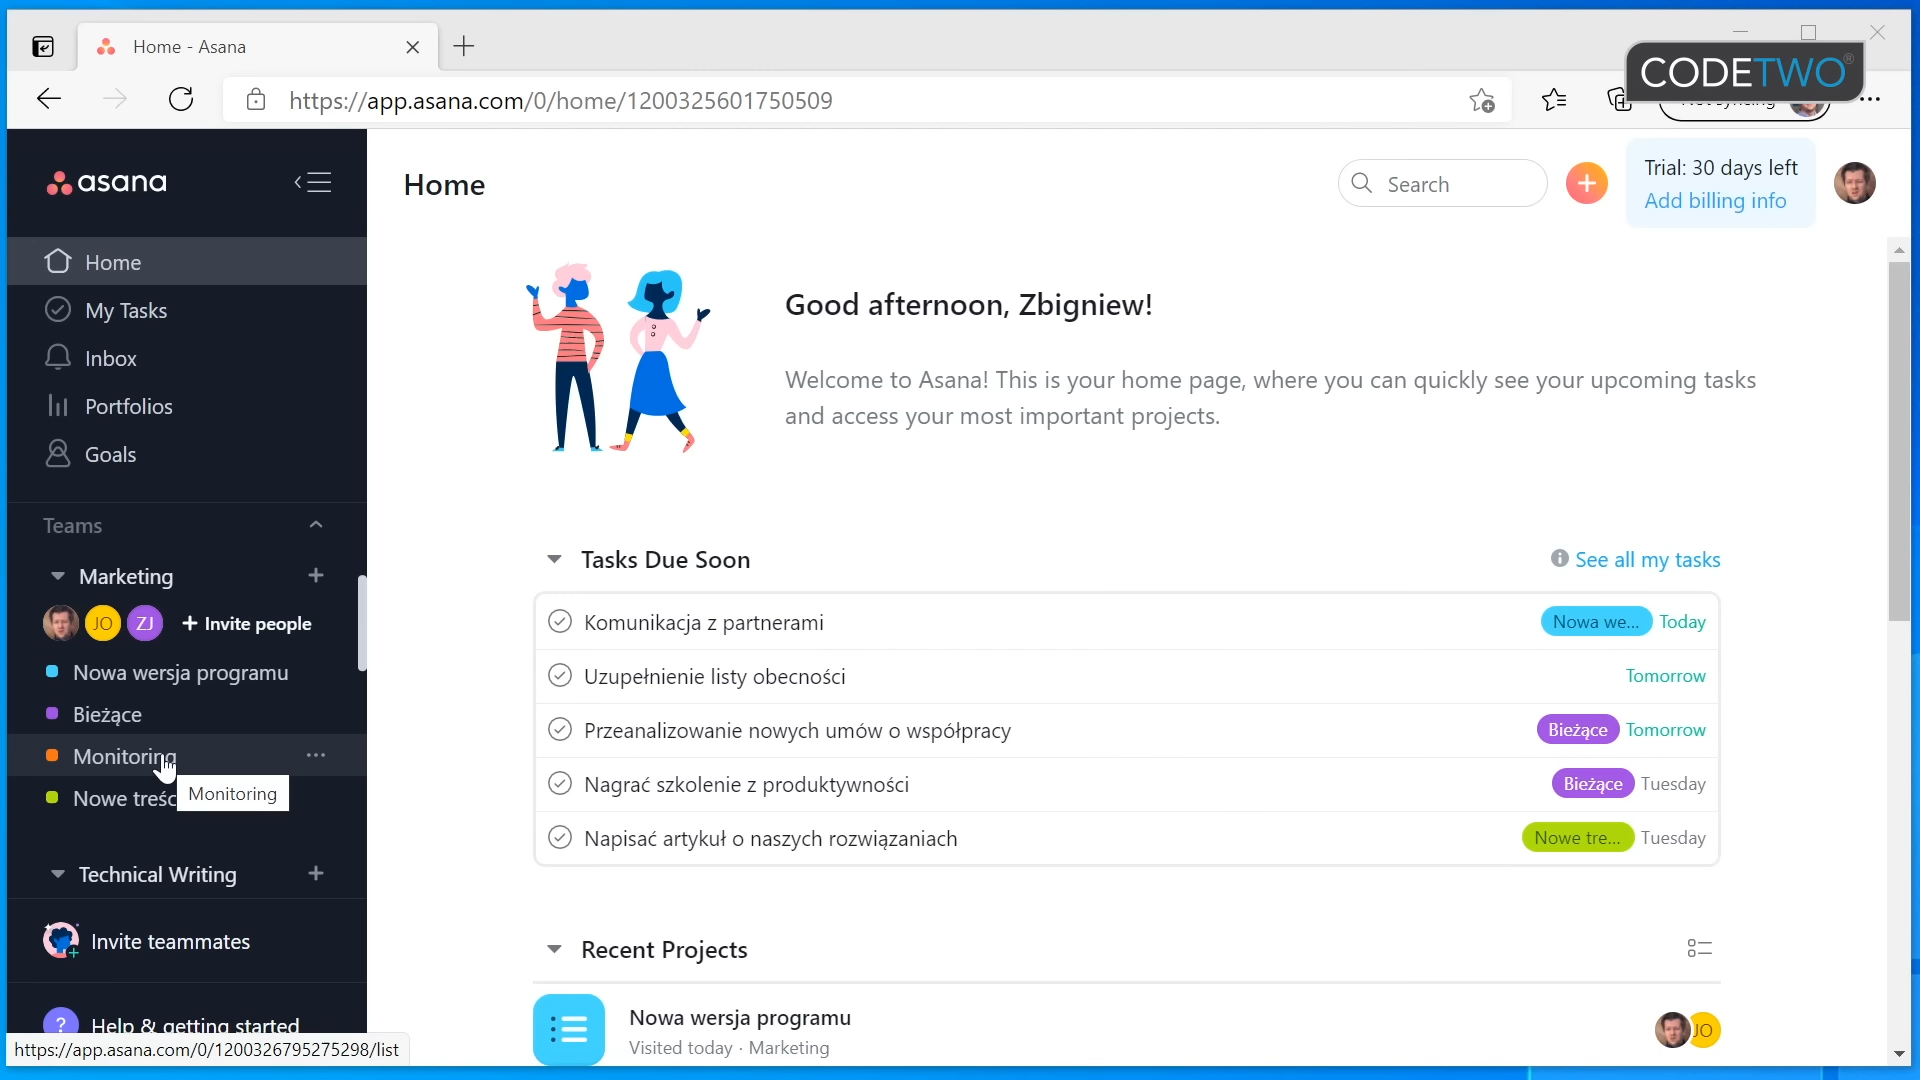 Home - Asana
CODETWO®
https://app.asana.com/0/home/1200325601750509
asana
Home
Search
Trial: 30 days left
Add billing info
Home
My Tasks
Inbox
Portfolios
Goals
Good afternoon, Zbigniew!
Welcome to Asana! This is your home page, where you can quickly see your upcoming tasks
and access your most important projects.
Teams
Marketing
JO
ZJ
Invite people
Nowa wersja programu
Bieżące
Monitoring
Nowe treśc
Monitoring
Technical Writing
Invite teammates
Help & getting started
https://app.asana.com/0/1200326795275298/list
Tasks Due Soon
See all my tasks
Komunikacja z partnerami Nowa we... Today
Uzupełnienie listy obecności Tomorrow
Przeanalizowanie nowych umów o współpracy Bieżące Tomorrow
Nagrać szkolenie z produktywności Bieżące Tuesday
Napisać artykuł o naszych rozwiązaniach Nowe tre... Tuesday
Recent Projects
Nowa wersja programu
Visited today · Marketing
JO